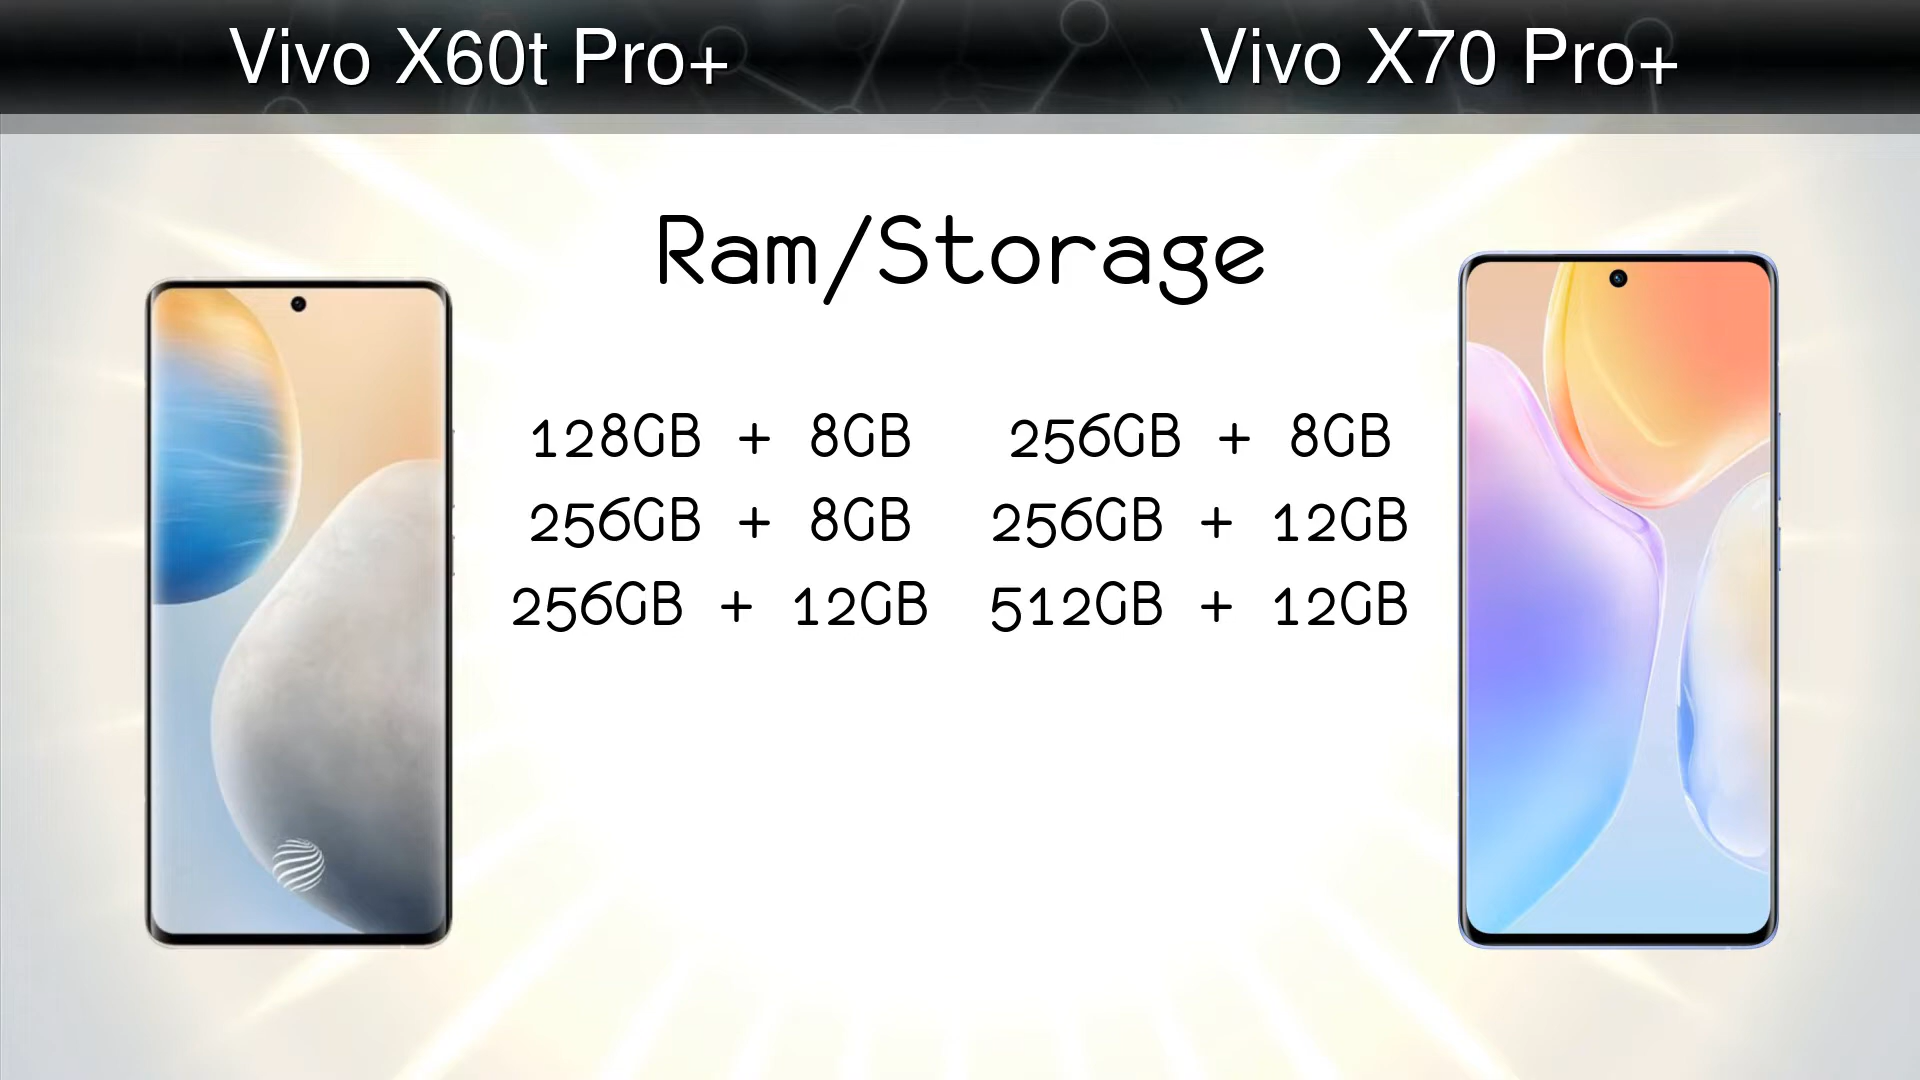 Vivo X60t Pro+ Vivo X70 Pro+
Ram/Storage
128GB + 8GB 256GB + 8GB
256GB + 8GB 256GB + 12GB
256GB + 12GB 512GB + 12GB